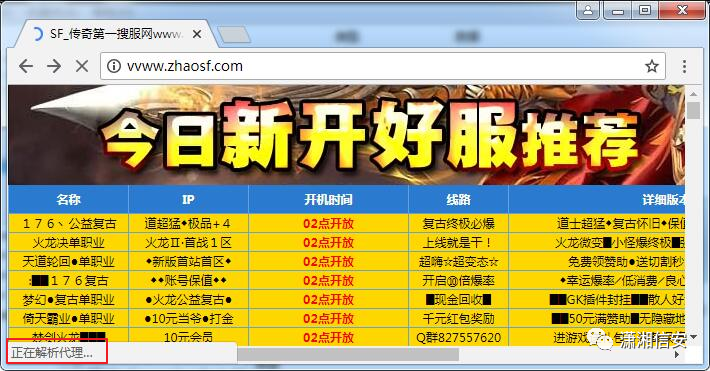 SF_传奇第一搜服网www.
vvww.zhaosf.com
今日新开好服推荐
名称 IP 开机时间 线路 详细版本
１７６丶公益复古 道超猛◆极品+４ 02点开放 复古终极必爆 道士超猛◆复古怀旧◆保值
火龙决单职业 火龙Ⅱ·首战１区 02点开放 上线就是干！ 火龙微变█小怪爆终极█
天道轮回●单职业 ◆新版首站首区◆ 02点开放 超嗨☆超变态☆ 免费领赞助●送切割秒
:██１７６复古 ◆◆账号保值◆◆ 02点开放 开启@倍爆率 ◆幸运爆率／低消费／良心
梦幻●复古单职业 ●火龙公益复古● 02点开放 █现金回收█ ██GK插件封挂██散人好
倚天霸业●单职业 ●10元当爷●打金 02点开放 千元红包奖励 ██50元满赞助█无隐藏地
梦剑火龙███ 10元会员 02点开放 Q群827557620 进游戏
正在解析代理...
潇湘信安